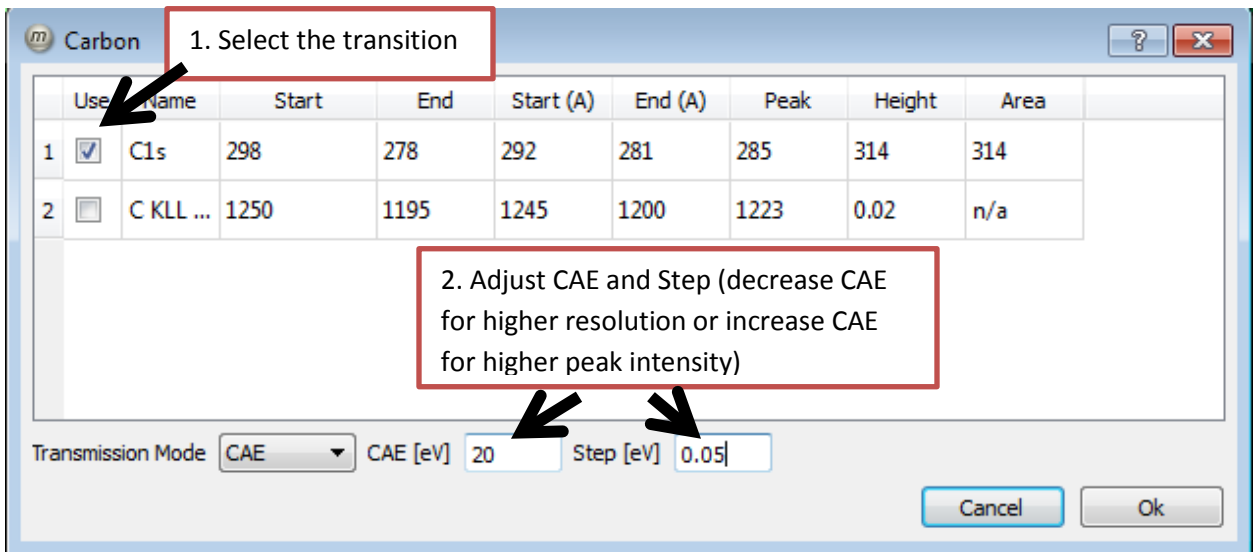 Carbon
1. Select the transition
Use Name Start End Start (A) End (A) Peak Height Area
1 C1s 298 278 292 281 285 314 314
2 C KLL ... 1250 1195 1245 1200 1223 0.02 n/a
2. Adjust CAE and Step (decrease CAE
for higher resolution or increase CAE
for higher peak intensity)
Transmission Mode CAE CAE [eV] 20 Step [eV] 0.05
Cancel Ok